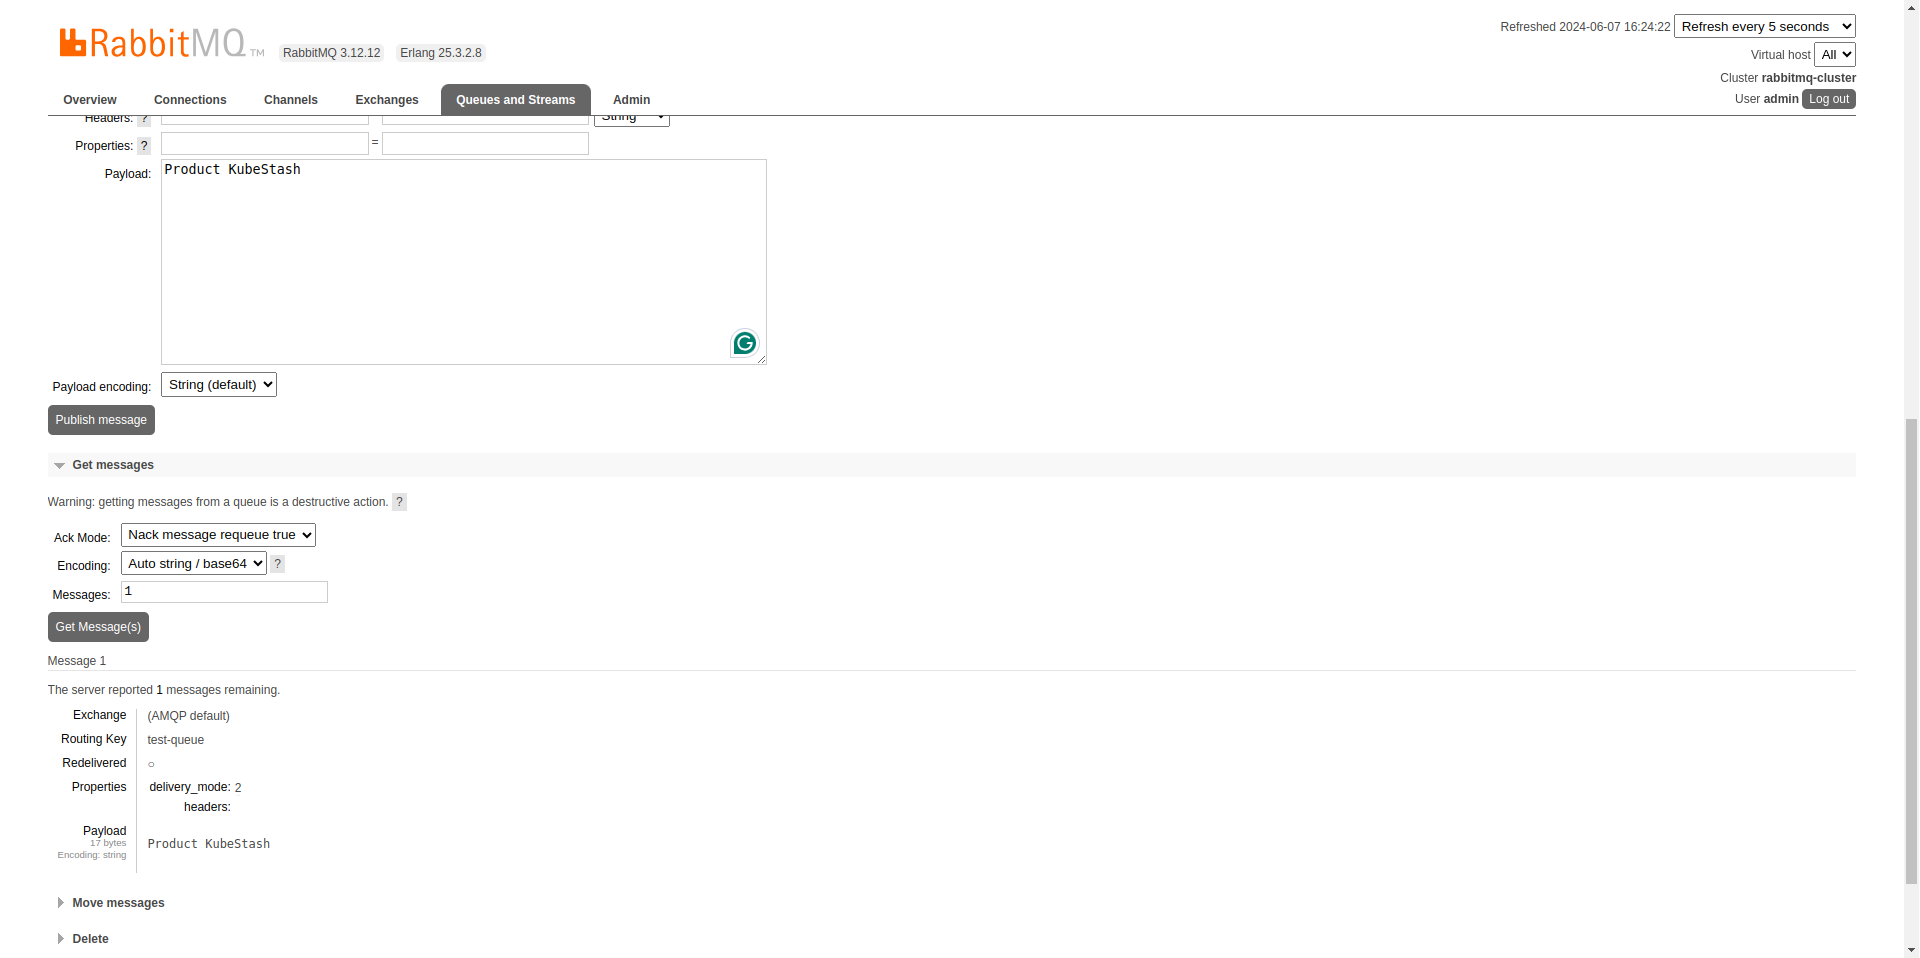 RabbitMQ TM RabbitMQ 3.12.12 Erlang 25.3.2.8
Refreshed 2024-06-07 16:24:22 Refresh every 5 seconds
Virtual host All
Cluster rabbitmq-cluster
User admin Log out
Overview Connections Channels Exchanges Queues and Streams Admin
Headers: ? String
Properties: ? =
Payload: Product KubeStash
Payload encoding: String (default)
Publish message
Get messages
Warning: getting messages from a queue is a destructive action. ?
Ack Mode: Nack message requeue true
Encoding: Auto string / base64 ?
Messages: 1
Get Message(s)
Message 1
The server reported 1 messages remaining.
Exchange (AMQP default)
Routing Key test-queue
Redelivered ○
Properties delivery_mode: 2
headers:
Payload
17 bytes
Encoding: string
Product KubeStash
Move messages
Delete